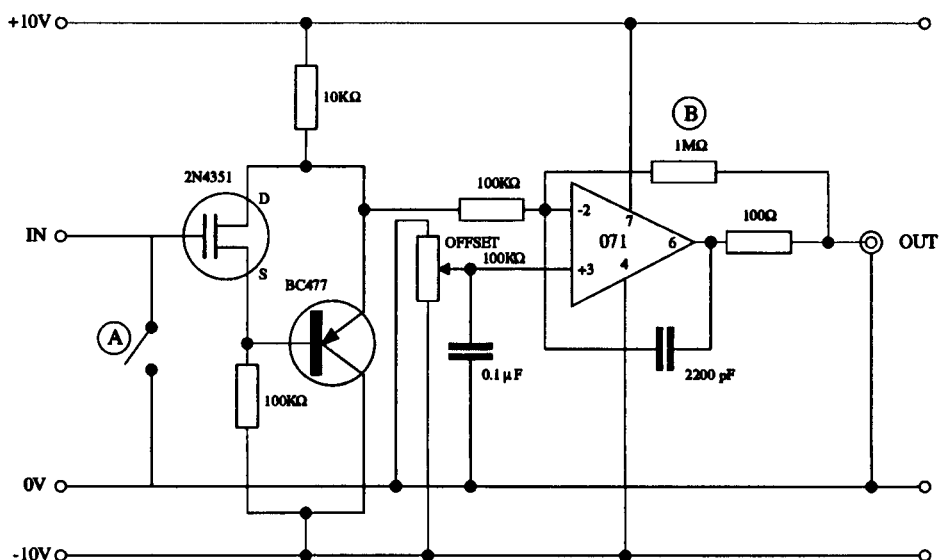 +10V
10KΩ
B
1MΩ
2N4351
D
100KΩ
-2
7
100Ω
IN
OFFSET
071
6
OUT
100KΩ
+3
4
S
BC477
A
0.1 µF
2200 pF
100KΩ
0V
-10V